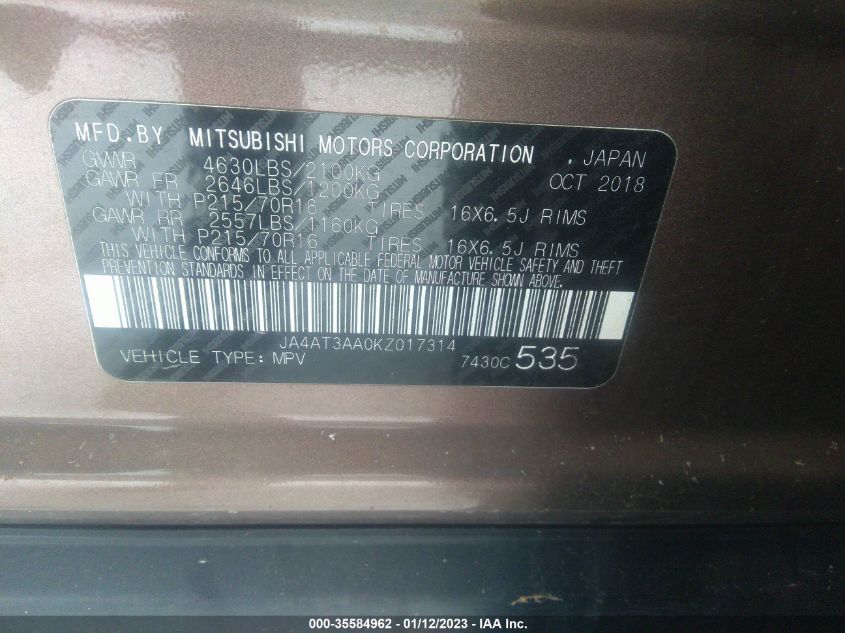 MFD.BY MITSUBISHI MOTORS CORPORATION , JAPAN
GVWR 4630LBS/2100KG OCT 2018
GAWR FR 2646LBS/1200KG
WITH P215/70R16 TIRES 16X6.5J RIMS
GAWR RR 2557LBS/1160KG
WITH P215/70R16 TIRES 16X6.5J RIMS
THIS VEHICLE CONFORMS TO ALL APPLICABLE FEDERAL MOTOR VEHICLE SAFETY AND THEFT
PREVENTION STANDARDS IN EFFECT ON THE DATE OF MANUFACTURE SHOWN ABOVE.
JA4AT3AA0KZ017314
VEHICLE TYPE: MPV 7430C 535
000-35584962 - 01/12/2023 - IAA Inc.